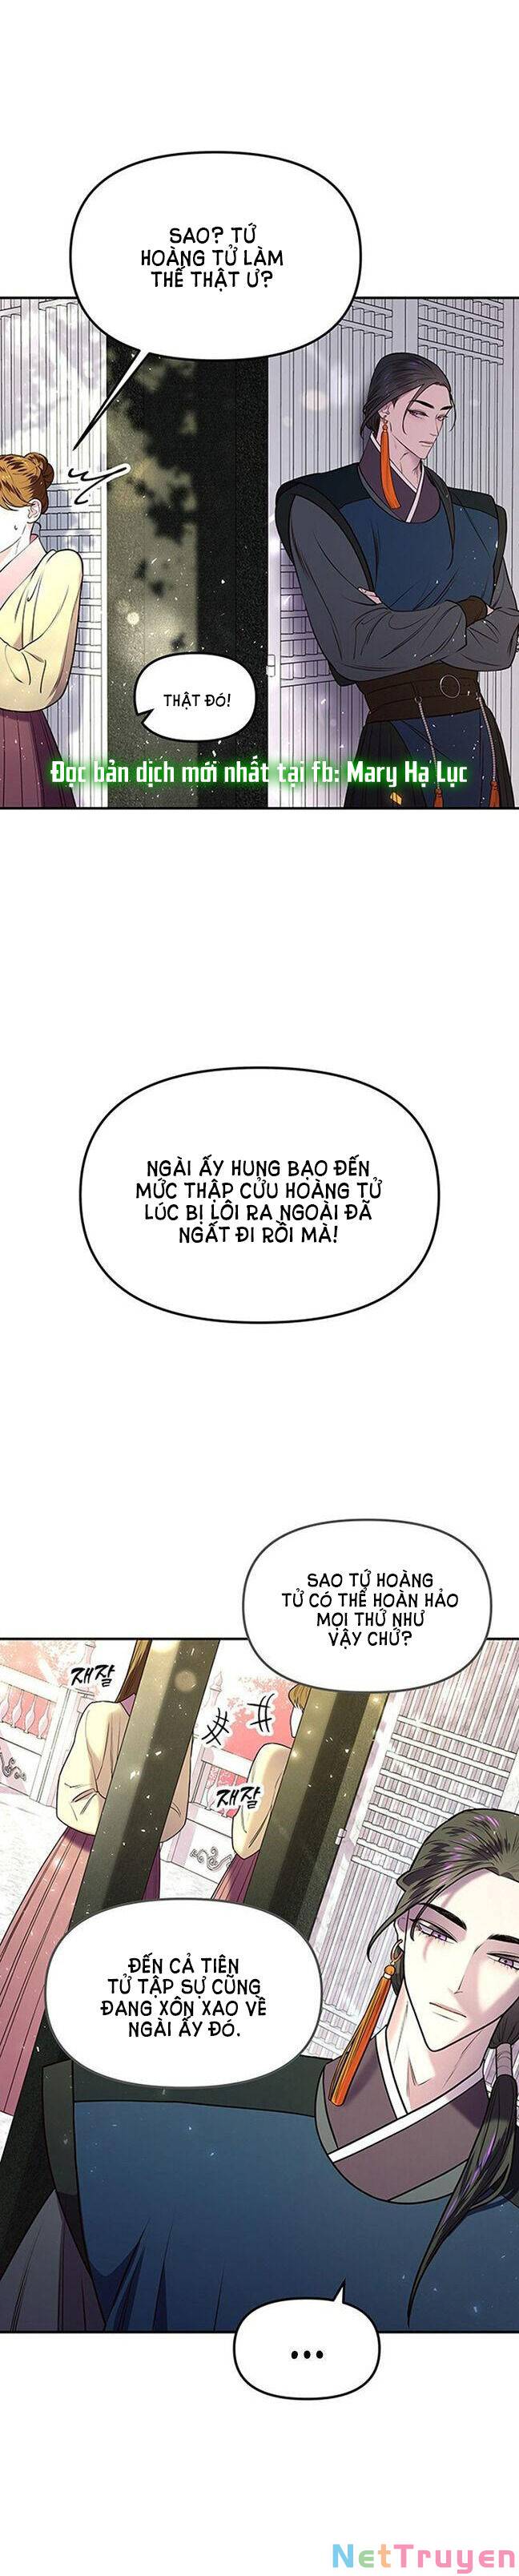 SAO? TỨ
HOÀNG TỬ LÀM
THẾ THẬT Ư?
THẬT ĐÓ!
Đọc bản dịch mới nhất tại fb: Mary Hạ Lục
NGÀI ẤY HUNG BẠO ĐẾN
MỨC THẬP CỬU HOÀNG TỬ
LÚC BỊ LÔI RA NGOÀI ĐÃ
NGẤT ĐI RỒI MÀ!
SAO TỨ HOÀNG
TỬ CÓ THỂ HOÀN HẢO
MỌI THỨ NHƯ
VẬY CHỨ?
재잘
재잘
ĐẾN CẢ TIÊN
TỬ TẬP SỰ CŨNG
ĐANG XÔN XAO VỀ
NGÀI ẤY ĐÓ.
...
NetTruyen